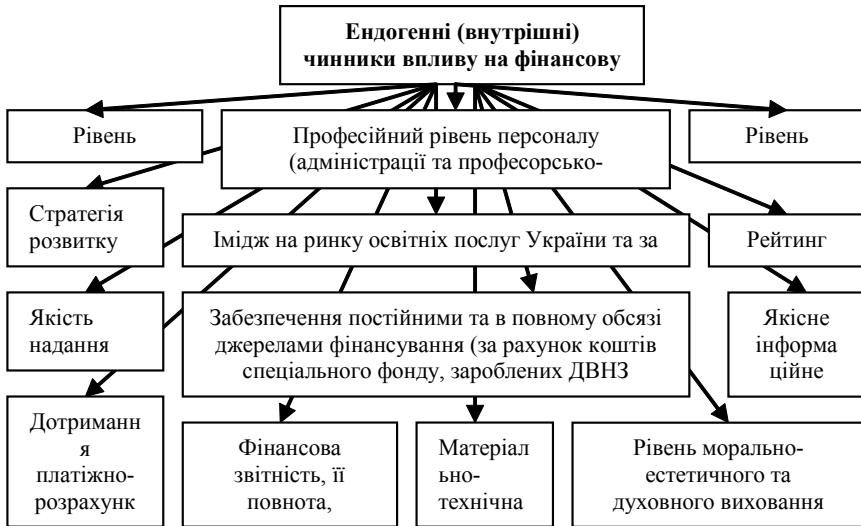 Ендогенні (внутрішні)
чинники впливу на фінансову
Рівень
Професійний рівень персоналу
(адміністрації та професорсько-
Рівень
Стратегія
розвитку
Імідж на ринку освітніх послуг України та за
Рейтинг
Якість
надання
Забезпечення постійними та в повному обсязі
джерелами фінансування (за рахунок коштів
спеціального фонду, зароблених ДВНЗ
Якісне
інформа
ційне
Дотриманн
я
платіжно-
розрахунк
Фінансова
звітність, її
повнота,
Матеріал
ьно-
технічна
Рівень морально-
естетичного та
духовного виховання